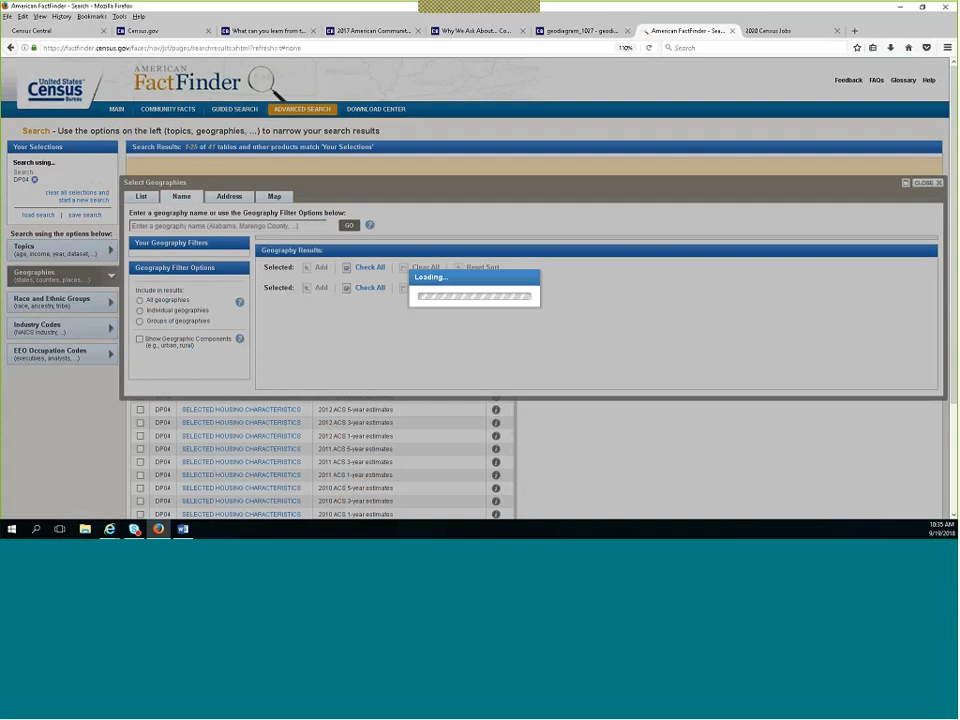 American FactFinder - Search - Mozilla Firefox
File Edit View History Bookmarks Tools Help
Census Central
Census.gov
What can you learn from t...
2017 American Communit...
Why We Ask About... Co...
geodiagram_1027 - geodi...
American FactFinder - Sea...
2020 Census Jobs
https://factfinder.census.gov/faces/nav/jsf/pages/searchresults.xhtml?refresh=t#none
110%
Search
United States Census Bureau
AMERICAN FactFinder
Feedback FAQs Glossary Help
MAIN COMMUNITY FACTS GUIDED SEARCH ADVANCED SEARCH DOWNLOAD CENTER
Search - Use the options on the left (topics, geographies, ...) to narrow your search results
Your Selections
Search Results: 1-25 of 41 tables and other products match 'Your Selections'
Search using...
Search
DP04
clear all selections and
start a new search
load search | save search
Search using the options below:
Topics
(age, income, year, dataset, ...)
Geographies
(states, counties, places, ...)
Race and Ethnic Groups
(race, ancestry, tribe)
Industry Codes
(NAICS industry, ...)
EEO Occupation Codes
(executives, analysts, ...)
Select Geographies
CLOSE X
List Name Address Map
Enter a geography name or use the Geography Filter Options below:
Enter a geography name (Alabama, Marengo County, ...)
GO
Your Geography Filters
Geography Filter Options
Include in results:
All geographies
Individual geographies
Groups of geographies
Show Geographic Components
(e.g., urban, rural)
Geography Results:
Selected: Add Check All Clear All Reset Sort
Selected: Add Check All
Loading...
DP04 SELECTED HOUSING CHARACTERISTICS 2012 ACS 5-year estimates
DP04 SELECTED HOUSING CHARACTERISTICS 2012 ACS 3-year estimates
DP04 SELECTED HOUSING CHARACTERISTICS 2012 ACS 1-year estimates
DP04 SELECTED HOUSING CHARACTERISTICS 2011 ACS 5-year estimates
DP04 SELECTED HOUSING CHARACTERISTICS 2011 ACS 3-year estimates
DP04 SELECTED HOUSING CHARACTERISTICS 2011 ACS 1-year estimates
DP04 SELECTED HOUSING CHARACTERISTICS 2010 ACS 5-year estimates
DP04 SELECTED HOUSING CHARACTERISTICS 2010 ACS 3-year estimates
DP04 SELECTED HOUSING CHARACTERISTICS 2010 ACS 1-year estimates
10:35 AM
9/19/2018